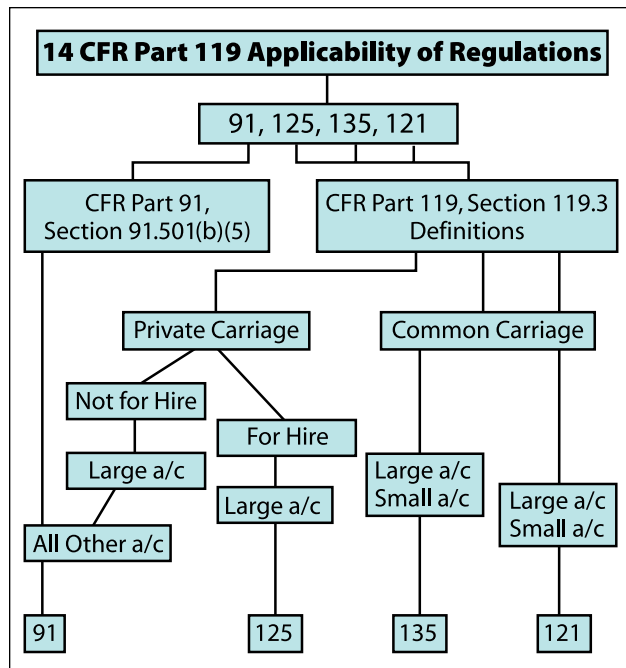 14 CFR Part 119 Applicability of Regulations
91, 125, 135, 121
CFR Part 91,
Section 91.501(b)(5)
CFR Part 119, Section 119.3
Definitions
Private Carriage
Common Carriage
Not for Hire
For Hire
Large a/c
Large a/c
Large a/c
Small a/c
Large a/c
Small a/c
All Other a/c
91
125
135
121